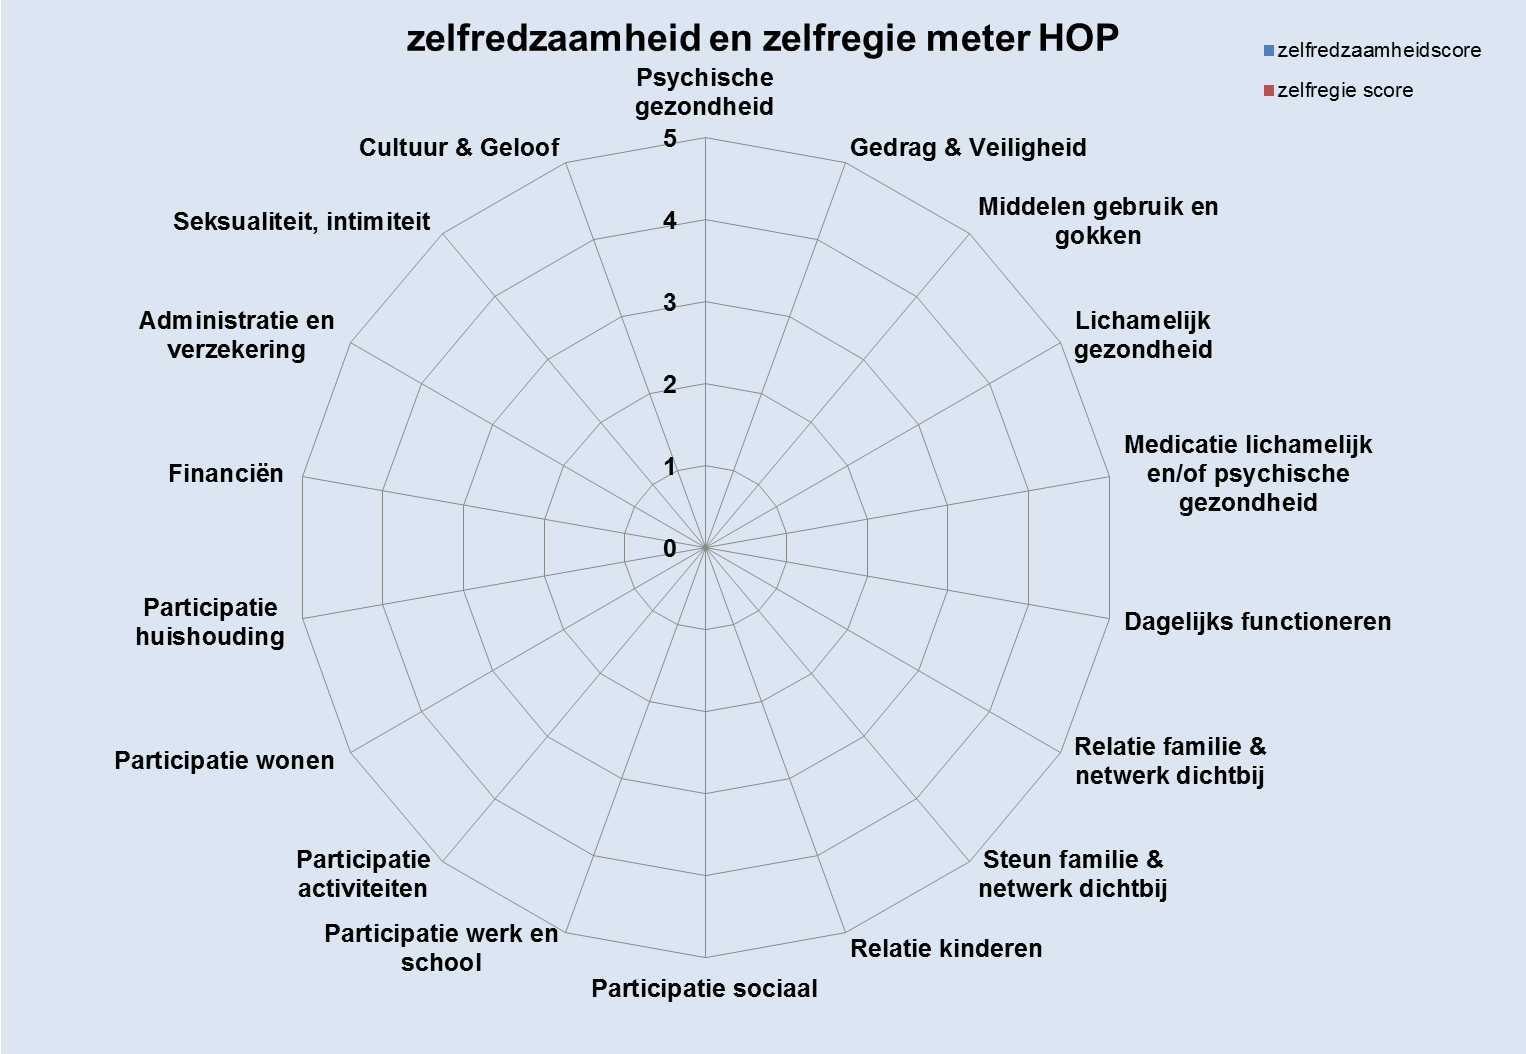 zelfredzaamheid en zelfregie meter HOP
zelfredzaamheidscore
zelfregie score
Psychische
gezondheid
Gedrag & Veiligheid
Middelen gebruik en
gokken
Lichamelijk
gezondheid
Medicatie lichamelijk
en/of psychische
gezondheid
Dagelijks functioneren
Relatie familie &
netwerk dichtbij
Steun familie &
netwerk dichtbij
Relatie kinderen
Participatie sociaal
Participatie werk en
school
Participatie
activiteiten
Participatie wonen
Participatie
huishouding
Financiën
Administratie en
verzekering
Seksualiteit, intimiteit
Cultuur & Geloof
5
4
3
2
1
0